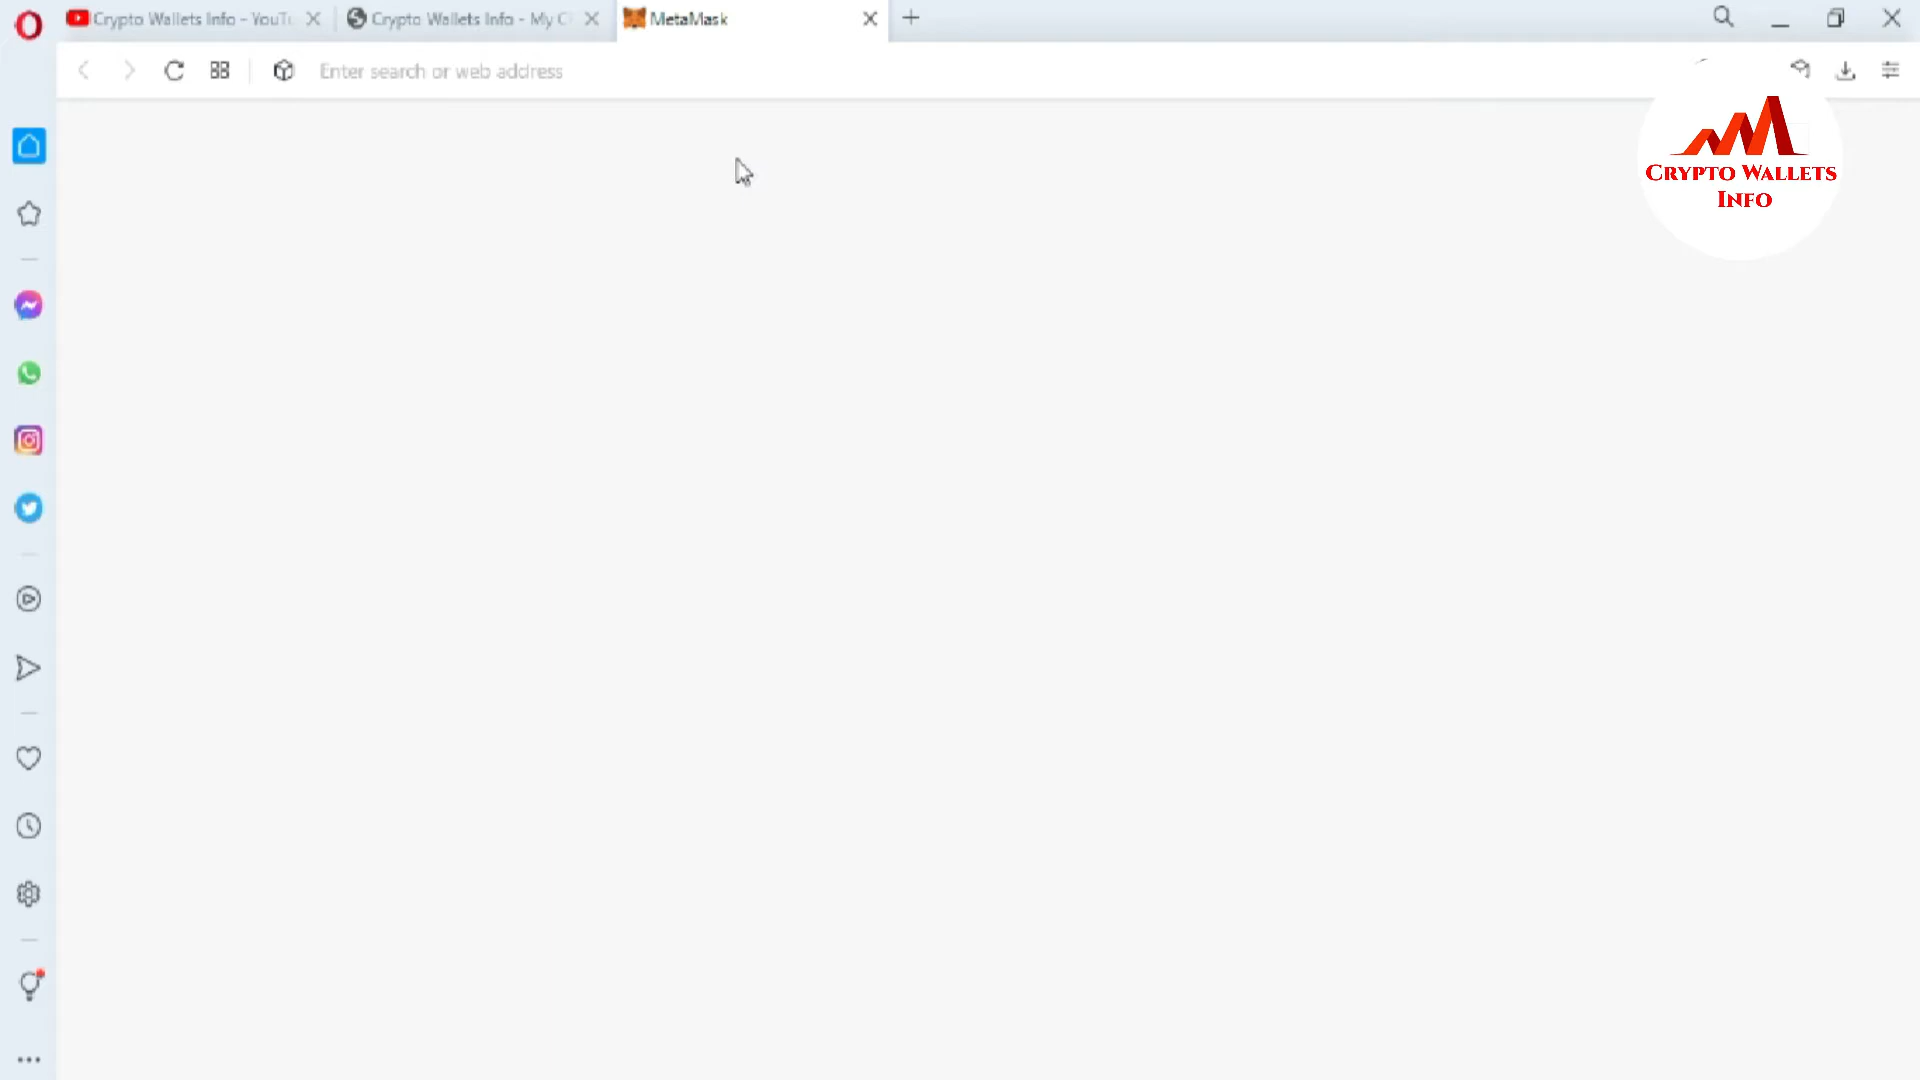 Crypto Wallets Info - YouTu
Crypto Wallets Info - My C
MetaMask
Enter search or web address
CRYPTO WALLETS
INFO